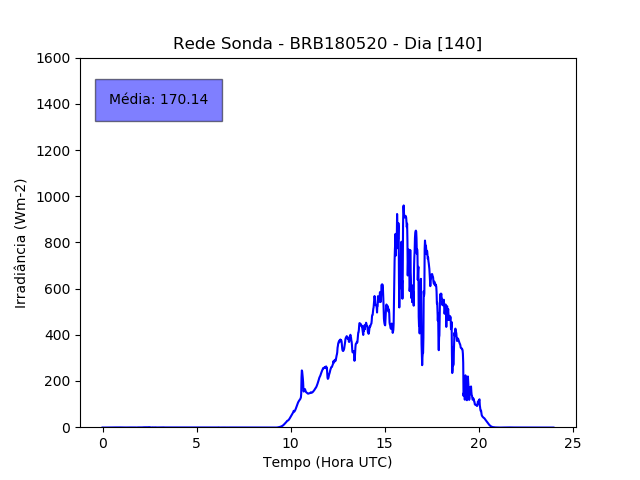 Rede Sonda - BRB180520 - Dia [140]
1600
1400
1200
1000
800
600
400
200
0
Média: 170.14
Irradiância (Wm-2)
0 5 10 15 20 25
Tempo (Hora UTC)